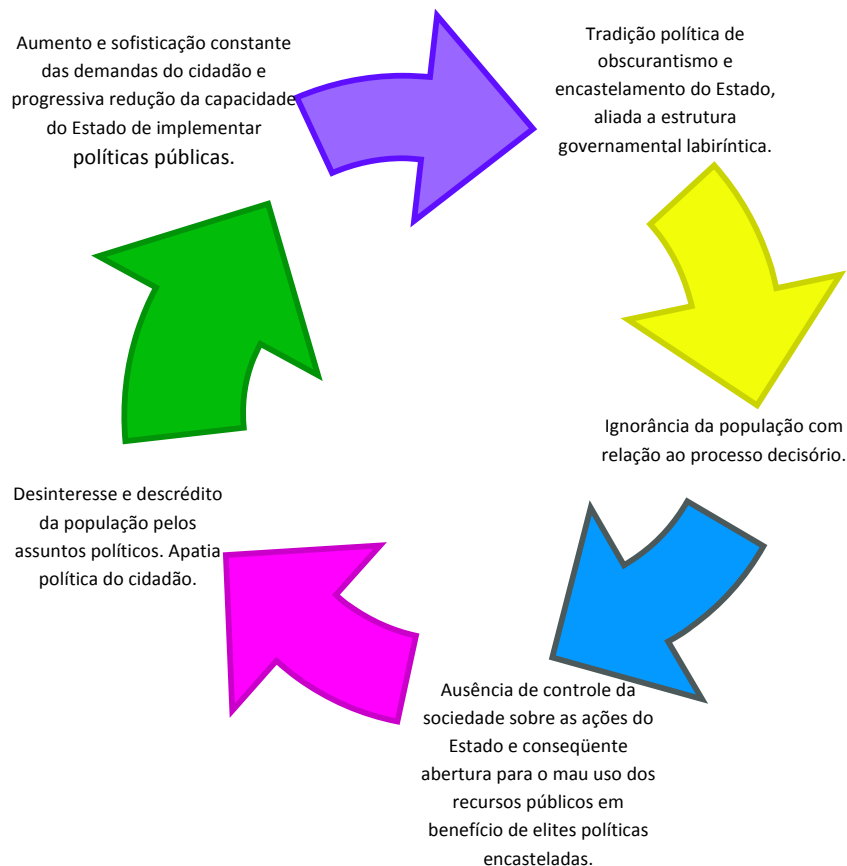 Aumento e sofisticação constante
das demandas do cidadão e
progressiva redução da capacidade
do Estado de implementar
políticas públicas.
Tradição política de
obscurantismo e
encastelamento do Estado,
aliada a estrutura
governamental labiríntica.
Ignorância da população com
relação ao processo decisório.
Ausência de controle da
sociedade sobre as ações do
Estado e conseqüente
abertura para o mau uso dos
recursos públicos em
benefício de elites políticas
encasteladas.
Desinteresse e descrédito
da população pelos
assuntos políticos. Apatia
política do cidadão.